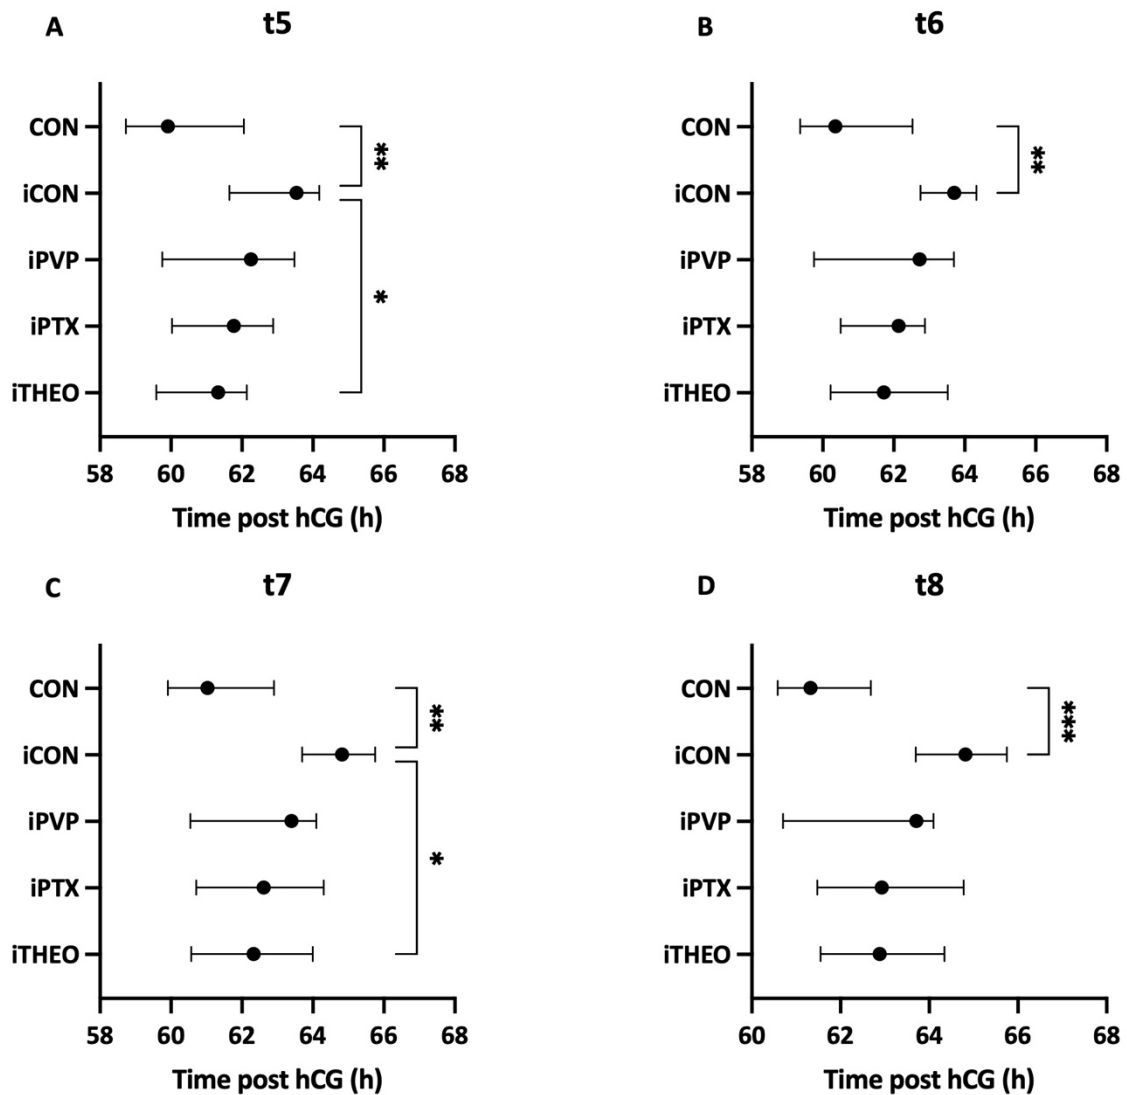 A t5
CON
iCON
iPVP
iPTX
iTHEO
**
*
58 60 62 64 66 68
Time post hCG (h)
B t6
CON
iCON
iPVP
iPTX
iTHEO
**
58 60 62 64 66 68
Time post hCG (h)
C t7
CON
iCON
iPVP
iPTX
iTHEO
**
*
58 60 62 64 66 68
Time post hCG (h)
D t8
CON
iCON
iPVP
iPTX
iTHEO
***
60 62 64 66 68
Time post hCG (h)